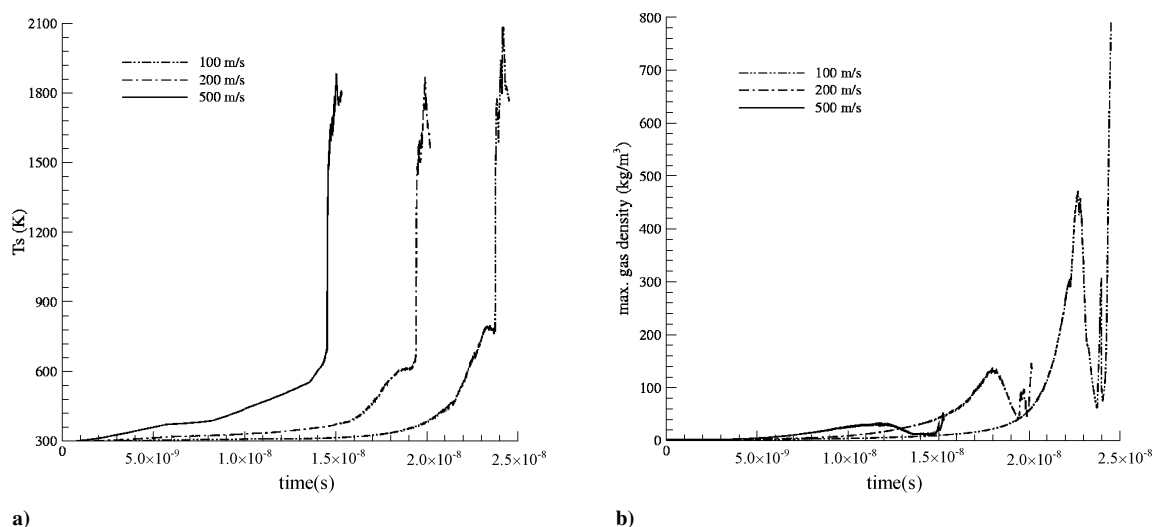 2100
1800
1500
1200
900
600
300
Ts (K)
100 m/s
200 m/s
500 m/s
0
5.0×10⁻⁹
1.0×10⁻⁸
1.5×10⁻⁸
2.0×10⁻⁸
2.5×10⁻⁸
time(s)
a)
800
700
600
500
400
300
200
100
0
max. gas density (kg/m³)
100 m/s
200 m/s
500 m/s
0
5.0×10⁻⁹
1.0×10⁻⁸
1.5×10⁻⁸
2.0×10⁻⁸
2.5×10⁻⁸
time(s)
b)